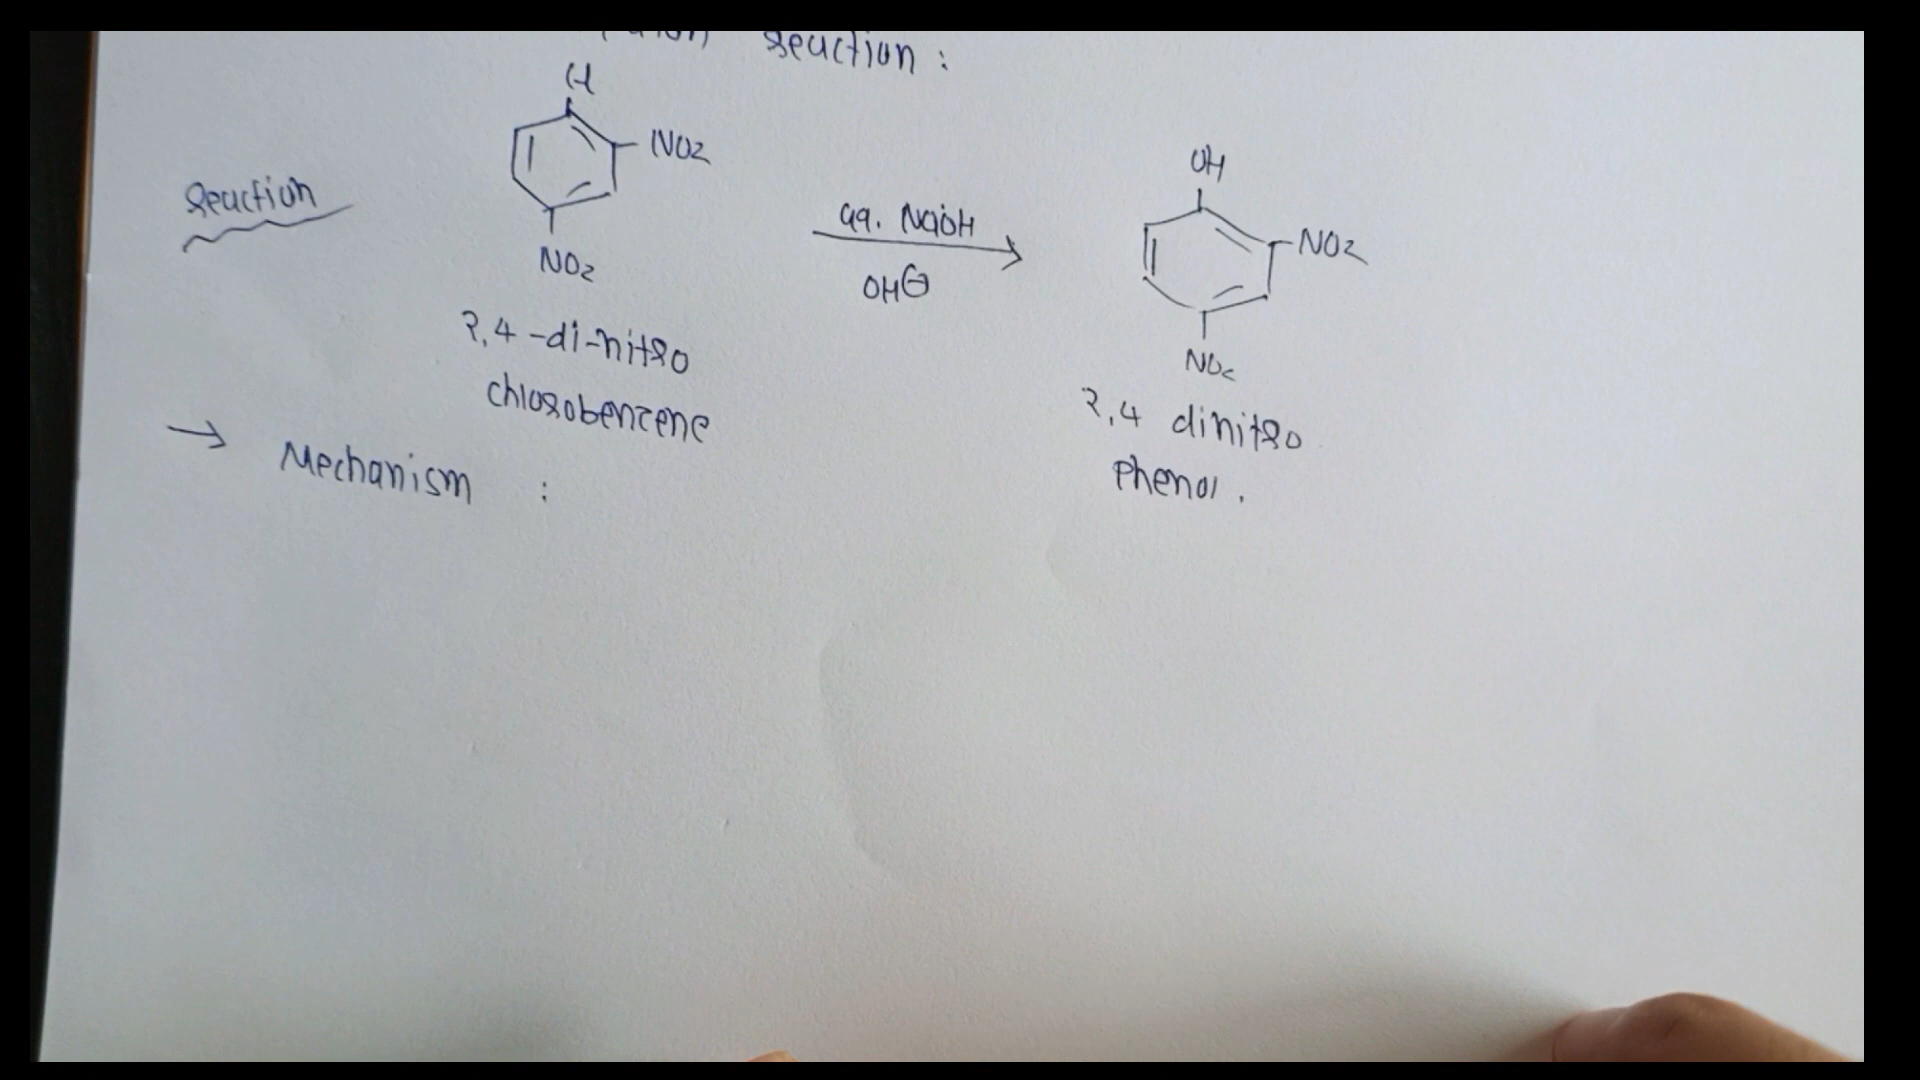 reaction :
Cl
NO2
NO2
reaction
aq. NaOH
OH⊖
OH
NO2
NO2
2,4-di-nitro
chlorobenzene
2,4 dinitro
phenol.
→ Mechanism :